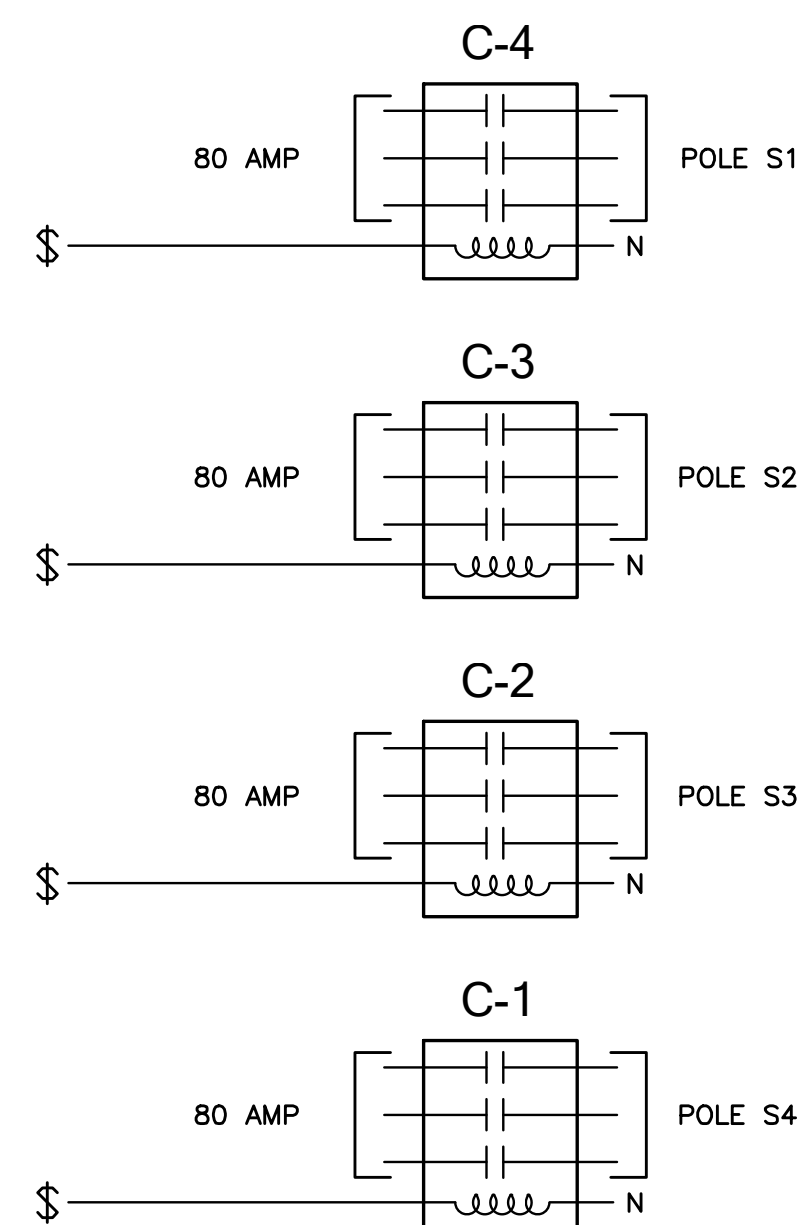 C-4
80 AMP POLE S1
$ N
C-3
80 AMP POLE S2
$ N
C-2
80 AMP POLE S3
$ N
C-1
80 AMP POLE S4
$ N